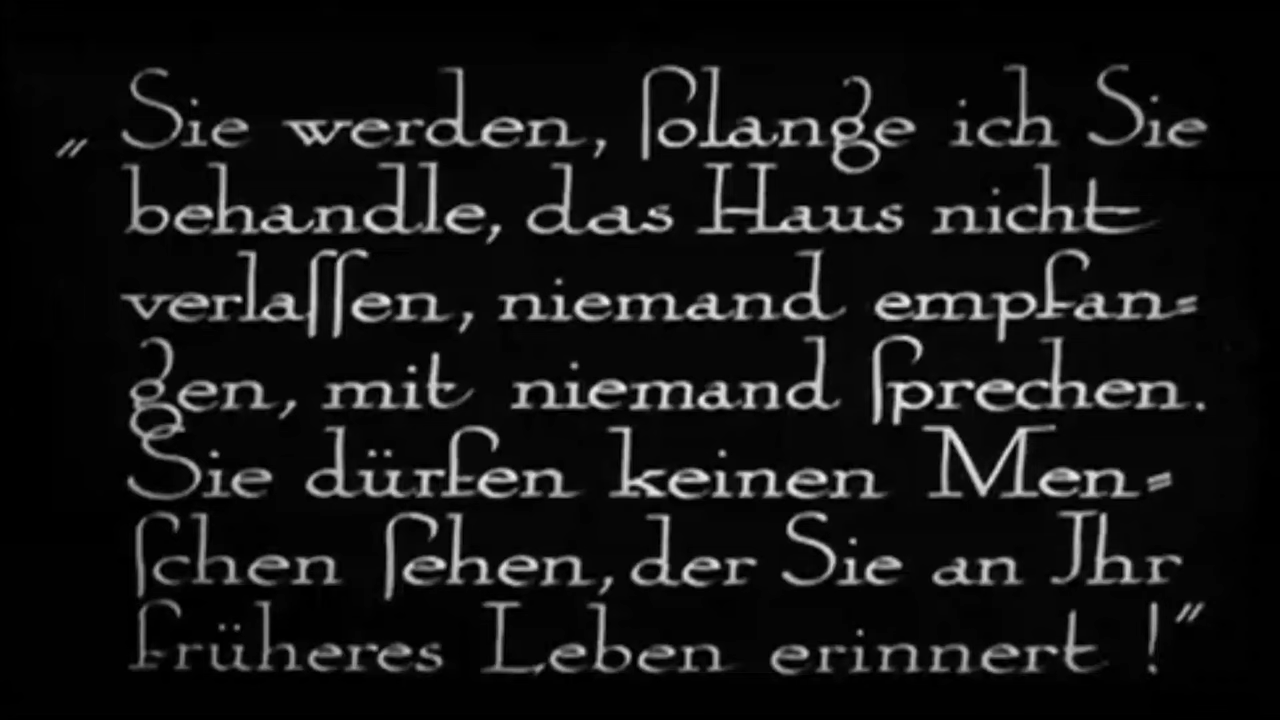 „Sie werden, ſolange ich Sie
behandle, das Haus nicht
verlaſſen, niemand empfan=
gen, mit niemand ſprechen.
Sie dürfen keinen Men=
ſchen ſehen, der Sie an Ihr
früheres Leben erinnert !"